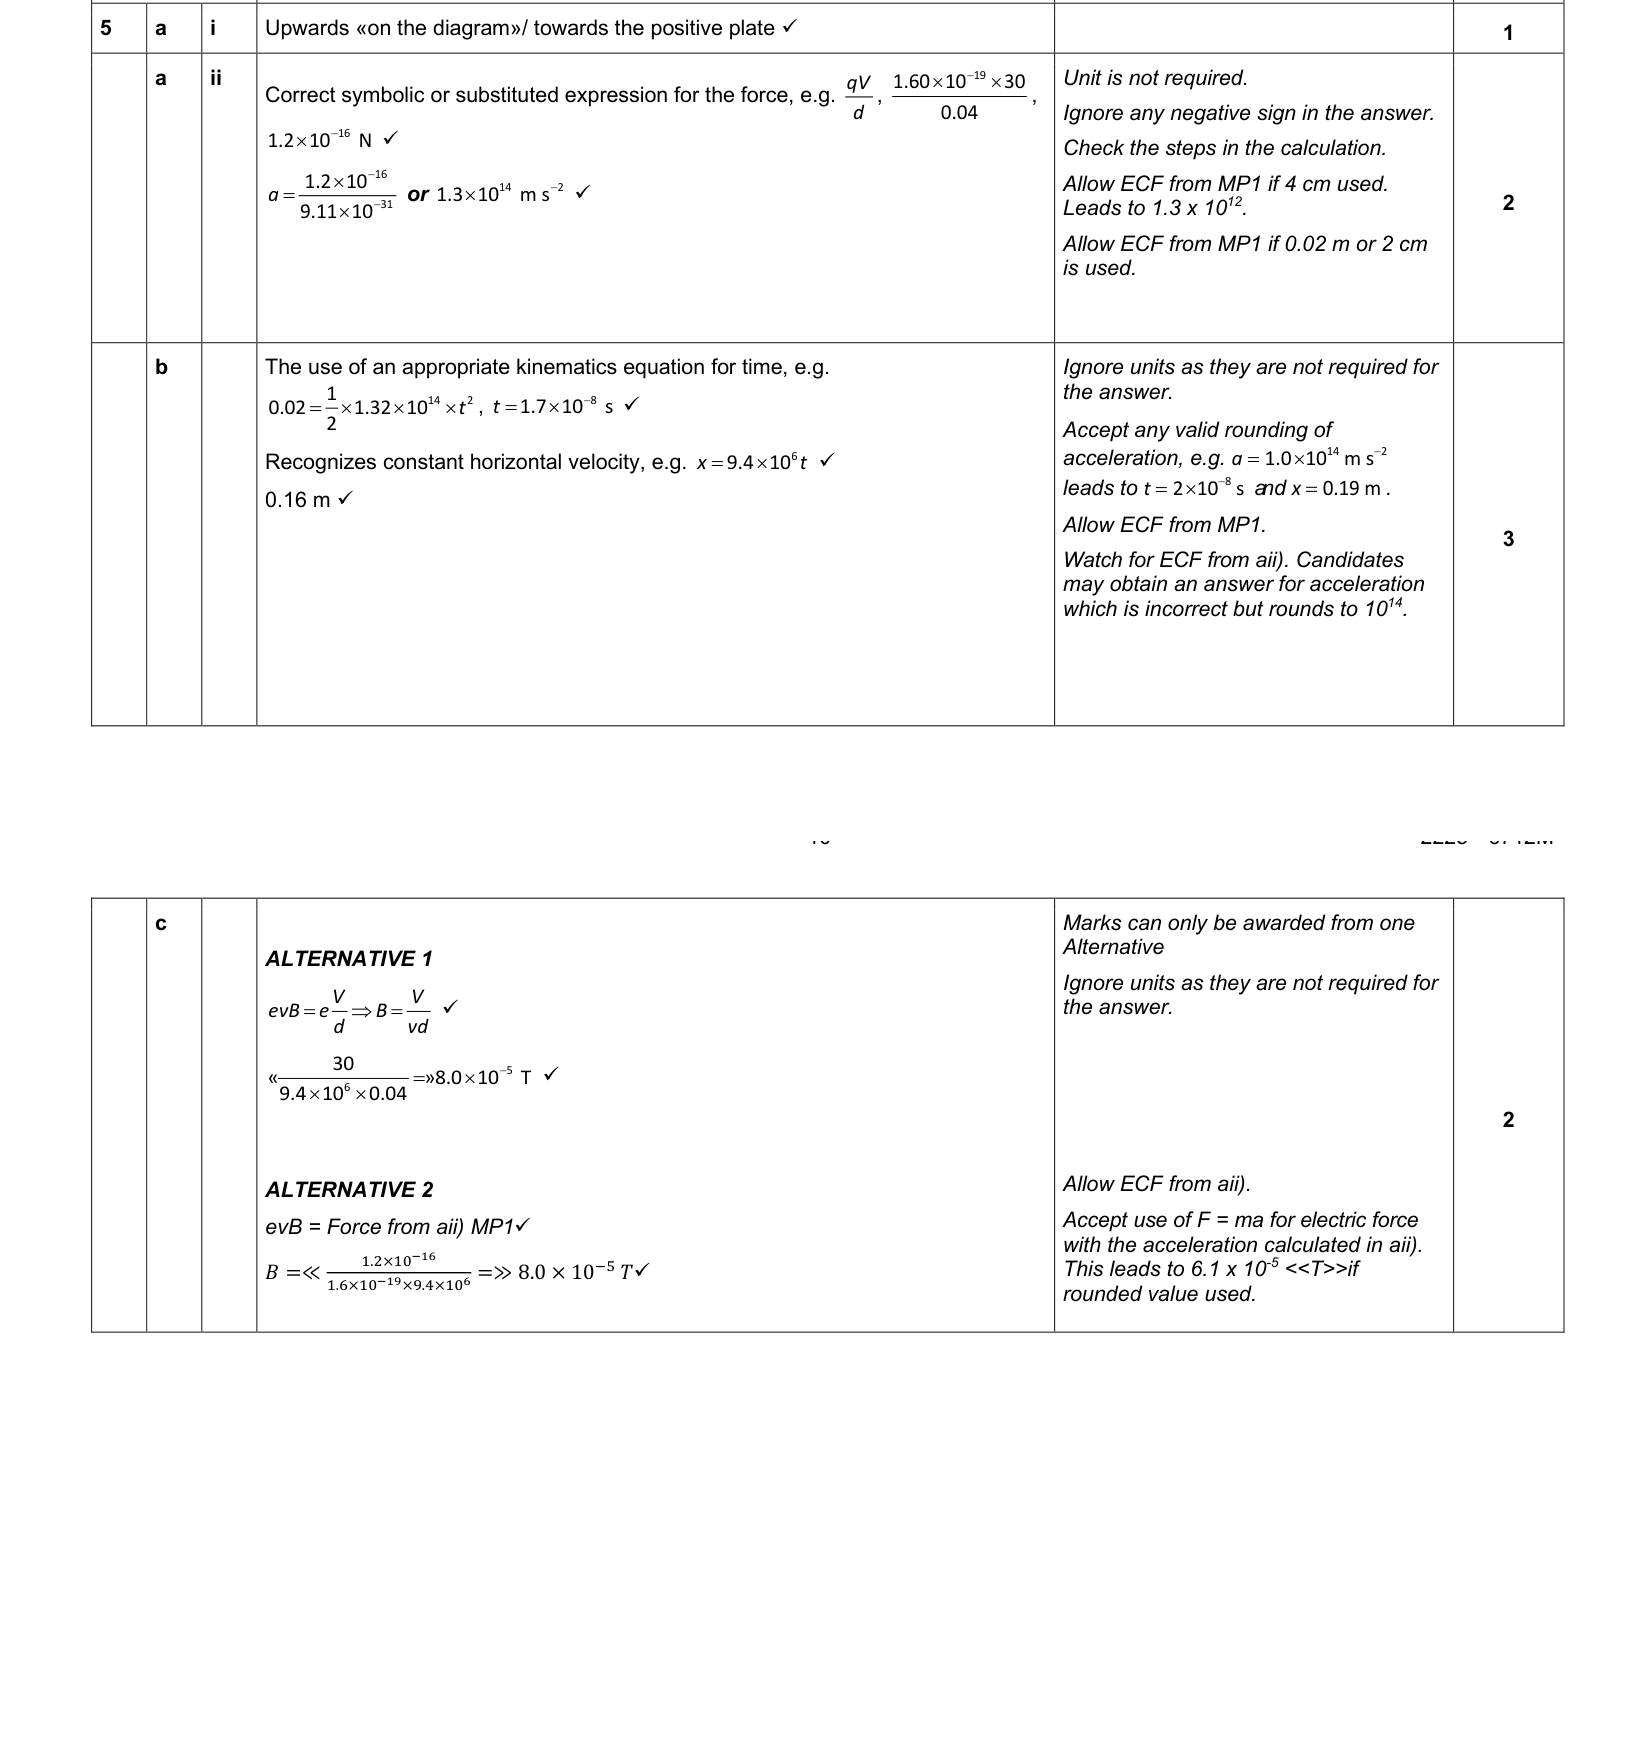 5 a i Upwards «on the diagram»/ towards the positive plate ✓ 1
a ii Correct symbolic or substituted expression for the force, e.g. qV/d , 1.60×10⁻¹⁹×30/0.04 ,
1.2×10⁻¹⁶ N ✓
a = 1.2×10⁻¹⁶/9.11×10⁻³¹ or 1.3×10¹⁴ m s⁻² ✓
Unit is not required.
Ignore any negative sign in the answer.
Check the steps in the calculation.
Allow ECF from MP1 if 4 cm used.
Leads to 1.3 x 10¹².
Allow ECF from MP1 if 0.02 m or 2 cm
is used.
2
b The use of an appropriate kinematics equation for time, e.g.
0.02 = 1/2 ×1.32×10¹⁴ ×t² , t = 1.7×10⁻⁸ s ✓
Recognizes constant horizontal velocity, e.g. x = 9.4×10⁶t ✓
0.16 m ✓
Ignore units as they are not required for
the answer.
Accept any valid rounding of
acceleration, e.g. a = 1.0×10¹⁴ m s⁻²
leads to t = 2×10⁻⁸ s and x = 0.19 m .
Allow ECF from MP1.
Watch for ECF from aii). Candidates
may obtain an answer for acceleration
which is incorrect but rounds to 10¹⁴.
3
c
ALTERNATIVE 1
evB = e V/d ⇒ B = V/vd ✓
« 30/9.4×10⁶ ×0.04 =»8.0×10⁻⁵ T ✓
ALTERNATIVE 2
evB = Force from aii) MP1✓
B =≪ 1.2×10⁻¹⁶/1.6×10⁻¹⁹×9.4×10⁶ =≫ 8.0 × 10⁻⁵ T✓
Marks can only be awarded from one
Alternative
Ignore units as they are not required for
the answer.
Allow ECF from aii).
Accept use of F = ma for electric force
with the acceleration calculated in aii).
This leads to 6.1 x 10⁻⁵ <<T>>if
rounded value used.
2